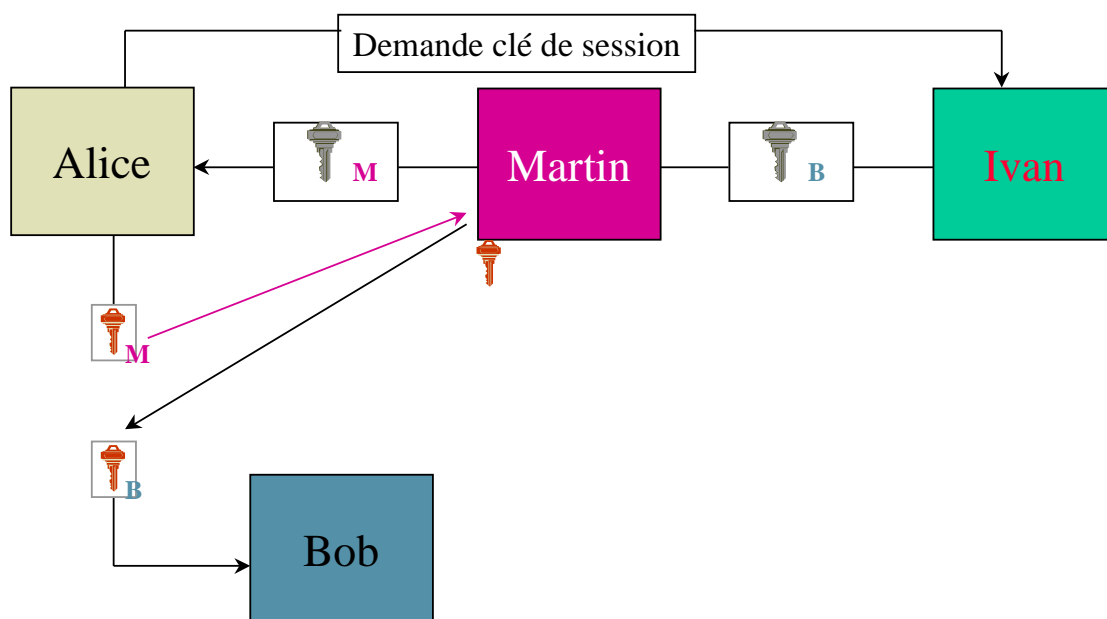 Demande clé de session
Alice
M
Martin
B
Ivan
M
B
Bob